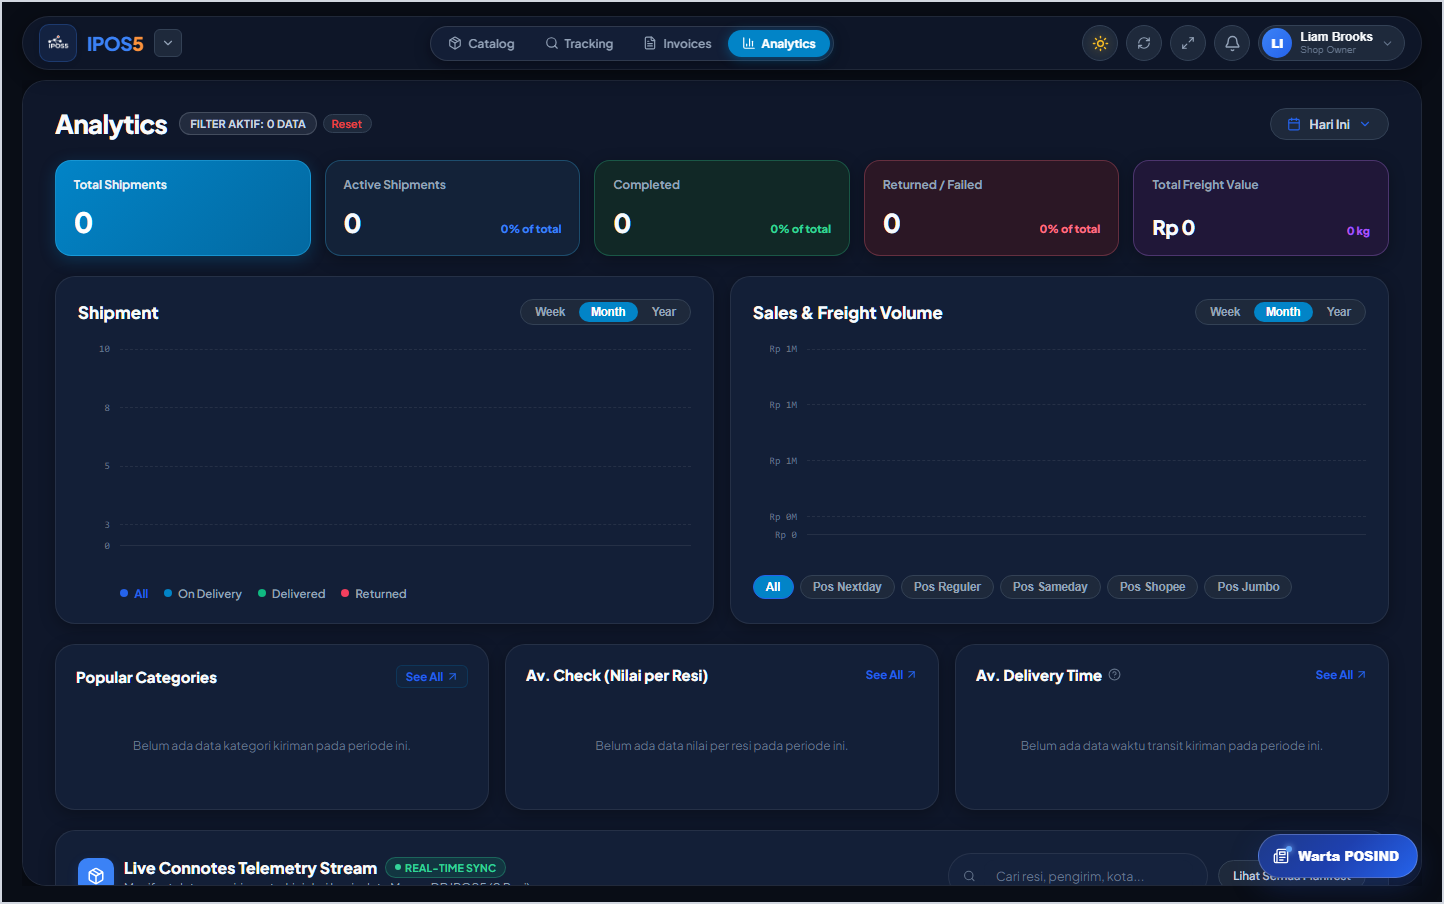 IPOS5
IPOS5
Catalog
Tracking
Invoices
Analytics
LI
Liam Brooks
Shop Owner
Analytics
FILTER AKTIF: 0 DATA
Reset
Hari Ini
Total Shipments
0
Active Shipments
0
0% of total
Completed
0
0% of total
Returned / Failed
0
0% of total
Total Freight Value
Rp 0
0 kg
Shipment
Week
Month
Year
10
8
5
3
0
All
On Delivery
Delivered
Returned
Sales & Freight Volume
Week
Month
Year
Rp 1M
Rp 1M
Rp 1M
Rp 0M
Rp 0
All
Pos Nextday
Pos Reguler
Pos Sameday
Pos Shopee
Pos Jumbo
Popular Categories
See All
Belum ada data kategori kiriman pada periode ini.
Av. Check (Nilai per Resi)
See All
Belum ada data nilai per resi pada periode ini.
Av. Delivery Time
See All
Belum ada data waktu transit kiriman pada periode ini.
Live Connotes Telemetry Stream
REAL-TIME SYNC
Cari resi, pengirim, kota...
Lihat Semua Manifest
Warta POSIND